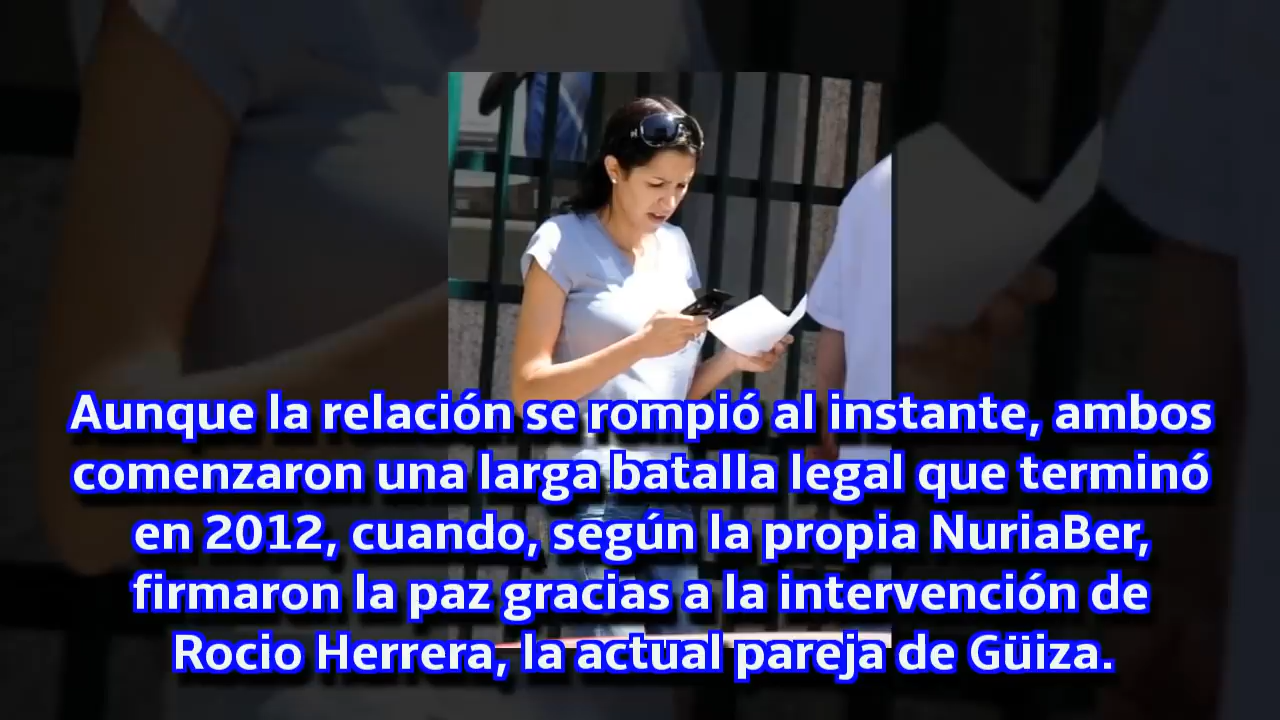 Aunque la relación se rompió al instante, ambos
comenzaron una larga batalla legal que terminó
en 2012, cuando, según la propia NuriaBer,
firmaron la paz gracias a la intervención de
Rocio Herrera, la actual pareja de Güiza.